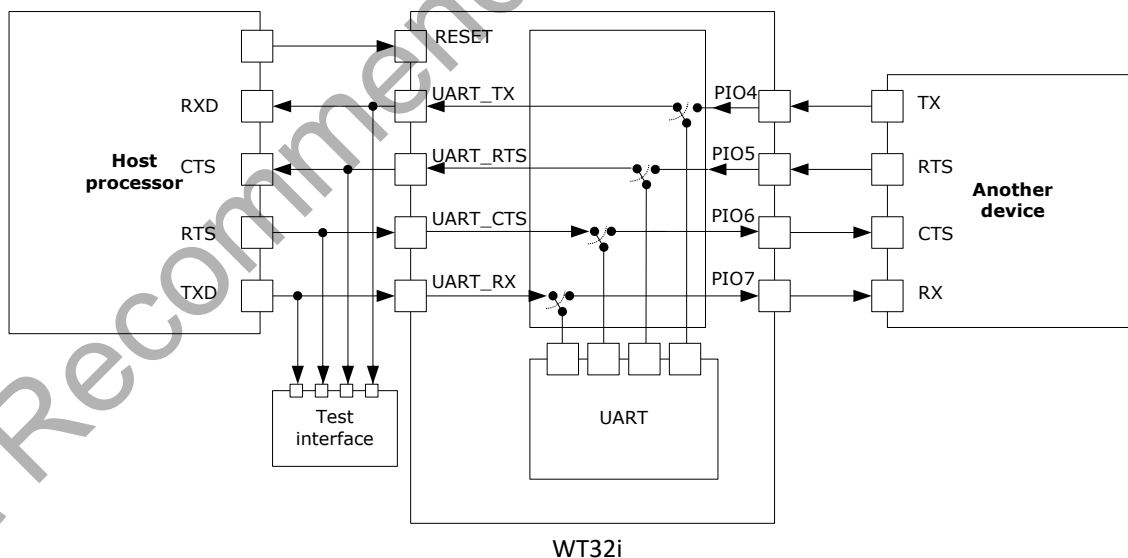 RESET
RXD
UART_TX
PIO4
TX
Host
processor
CTS
UART_RTS
PIO5
RTS
Another
device
RTS
UART_CTS
PIO6
CTS
TXD
UART_RX
PIO7
RX
Test
interface
UART
WT32i
Recommen